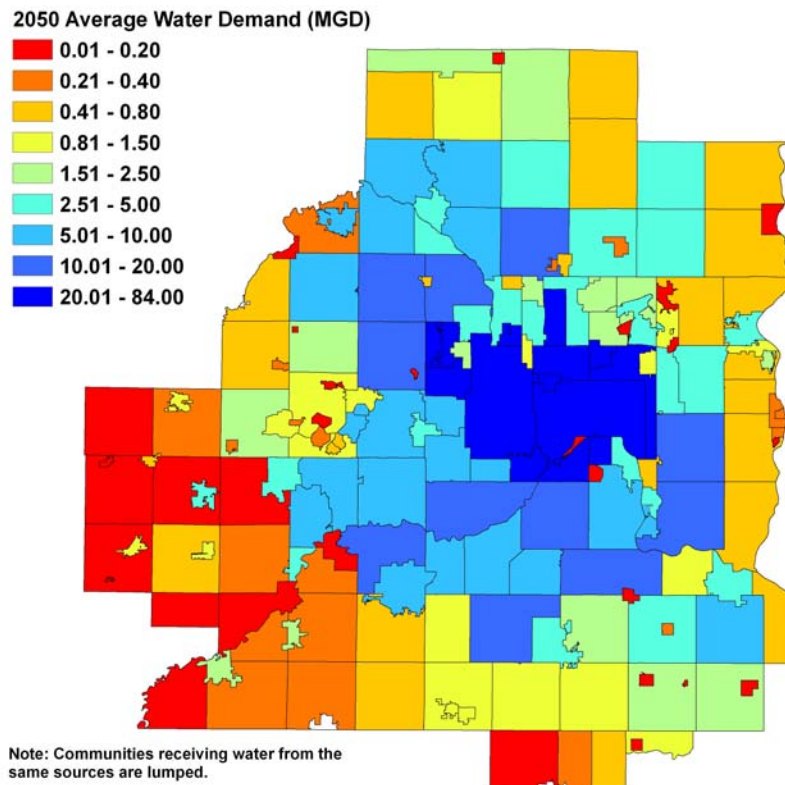 2050 Average Water Demand (MGD)
0.01 - 0.20
0.21 - 0.40
0.41 - 0.80
0.81 - 1.50
1.51 - 2.50
2.51 - 5.00
5.01 - 10.00
10.01 - 20.00
20.01 - 84.00
Note: Communities receiving water from the
same sources are lumped.